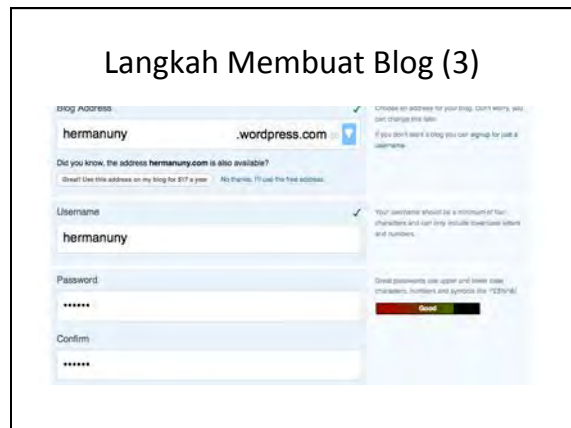 Langkah Membuat Blog (3)
Blog Address
Choose an address for your blog. Don't worry, you
can change this later.
hermanuny .wordpress.com
If you don't want a blog you can signup for just a
username.
Did you know, the address hermanuny.com is also available?
Great! Use this address on my blog for $17 a year
No thanks, I'll use the free address.
Username
Your username should be a minimum of four
characters and can only include lowercase letters
and numbers.
hermanuny
Password
Great passwords use upper and lower case
characters, numbers and symbols like
••••••
Good
Confirm
••••••